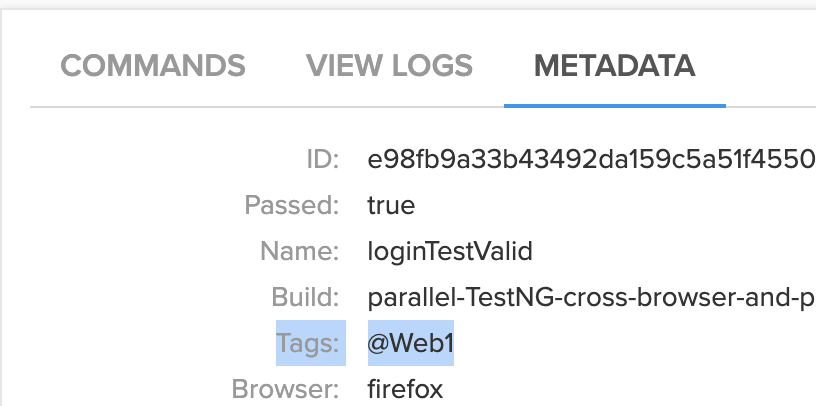 COMMANDS VIEW LOGS METADATA
ID: e98fb9a33b43492da159c5a51f4550
Passed: true
Name: loginTestValid
Build: parallel-TestNG-cross-browser-and-p
Tags: @Web1
Browser: firefox